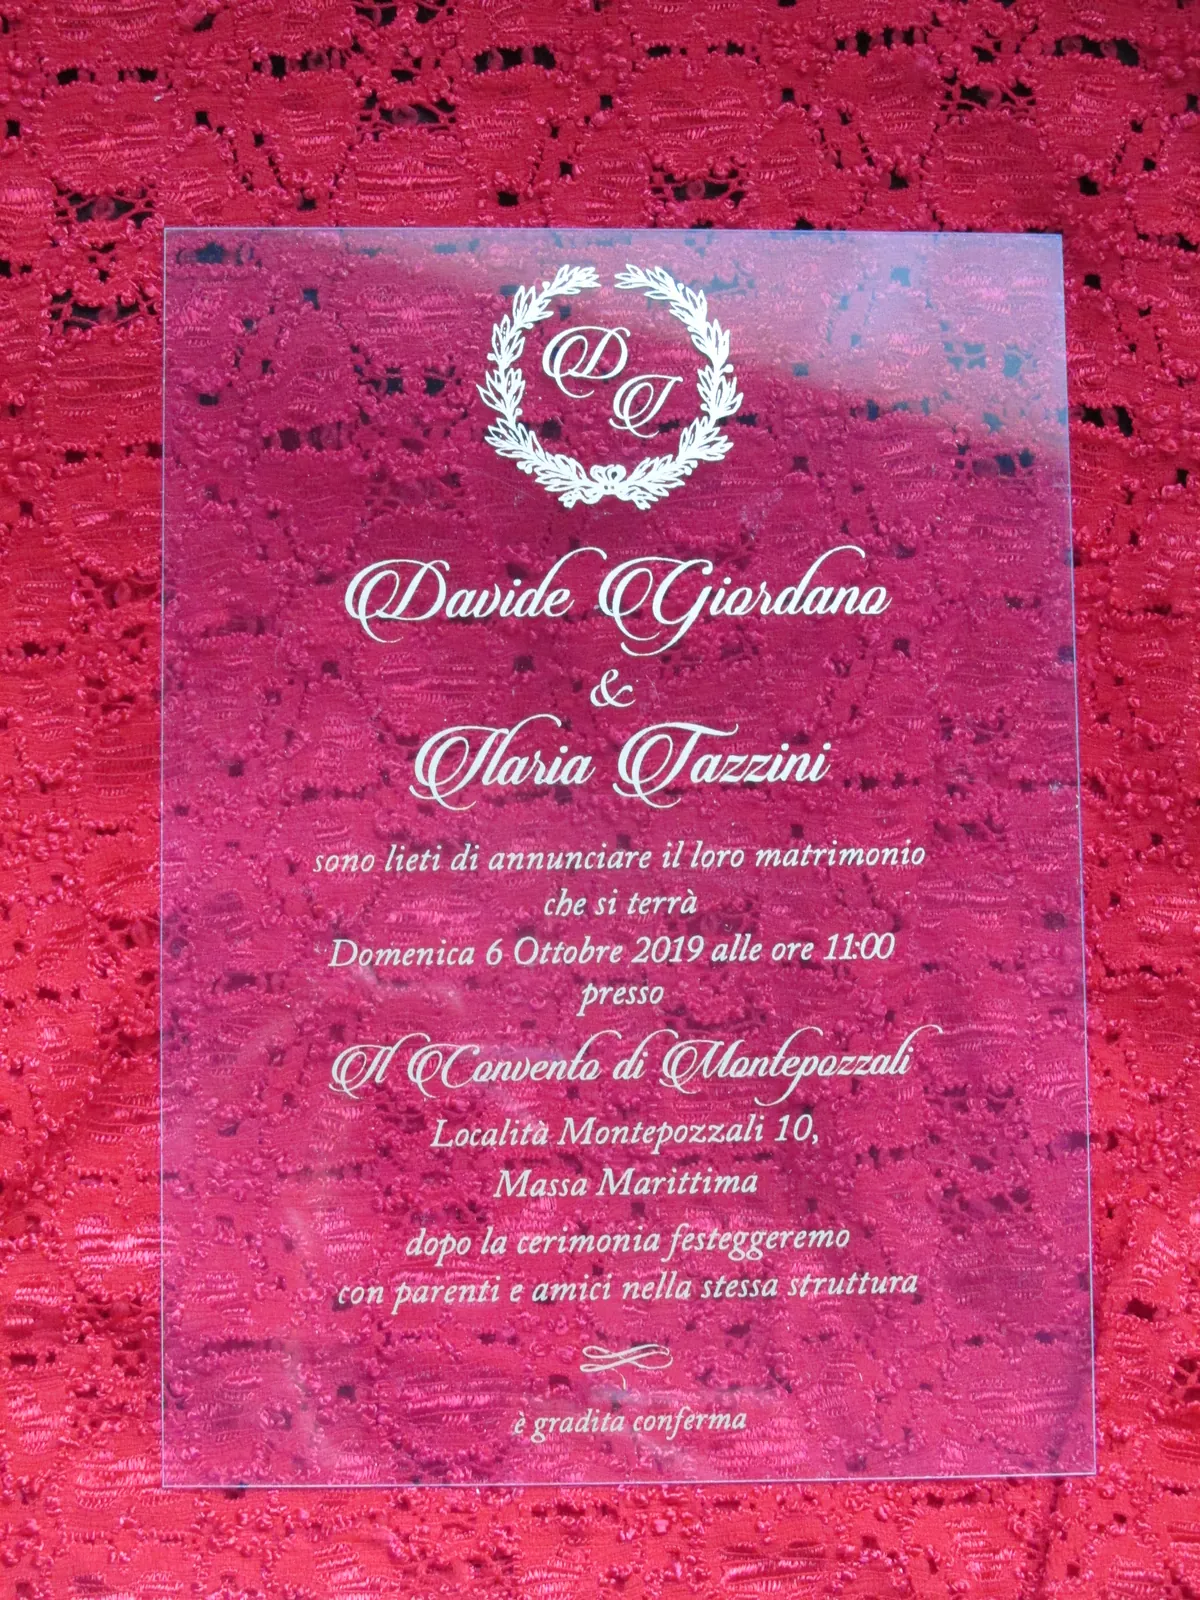 D
I
Davide Giordano
&
Ilaria Tazzini
sono lieti di annunciare il loro matrimonio
che si terrà
Domenica 6 Ottobre 2019 alle ore 11:00
presso
Il Convento di Montepozzali
Località Montepozzali 10,
Massa Marittima
dopo la cerimonia festeggeremo
con parenti e amici nella stessa struttura
è gradita conferma